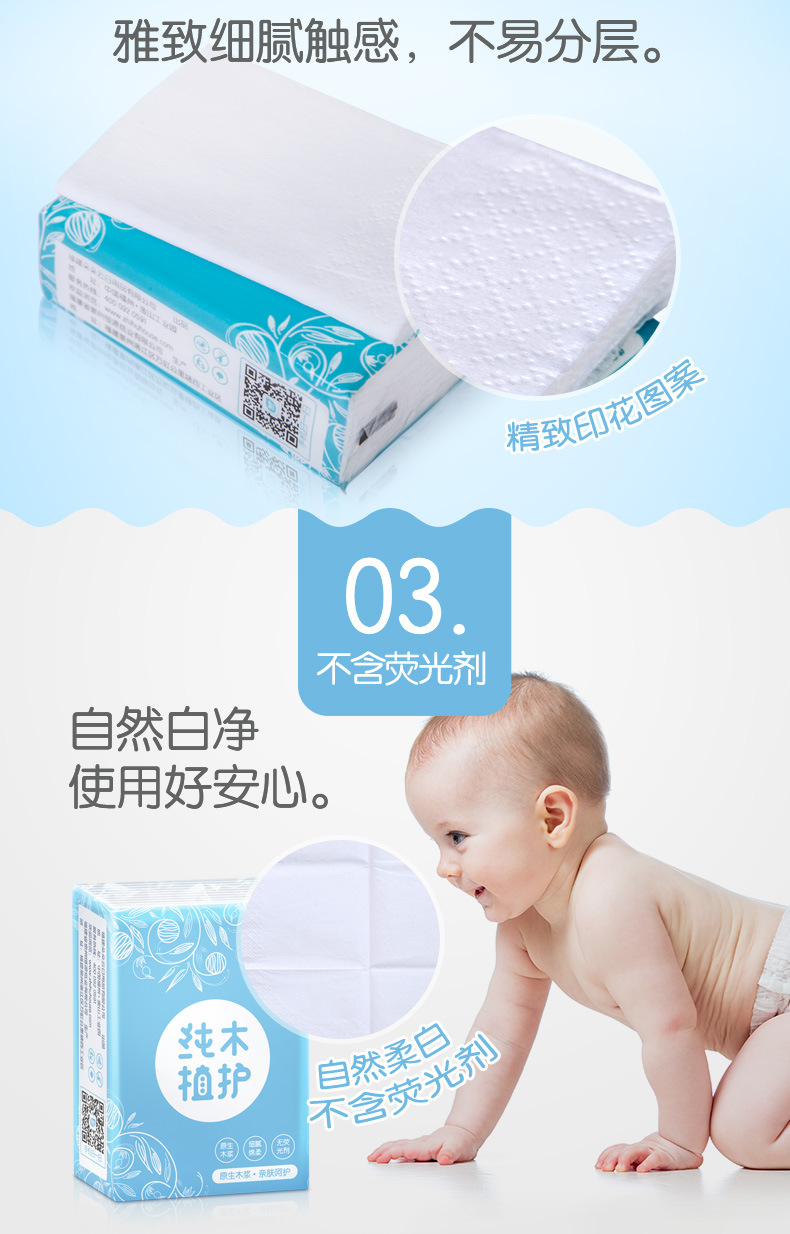 雅致细腻触感，不易分层。
精致印花图案
03.
不含荧光剂
自然白净
使用好安心。
自然柔白
不含荧光剂
纯木
植护
原生
木浆
细腻
绵柔
无荧
光剂
原生木浆·亲肤呵护